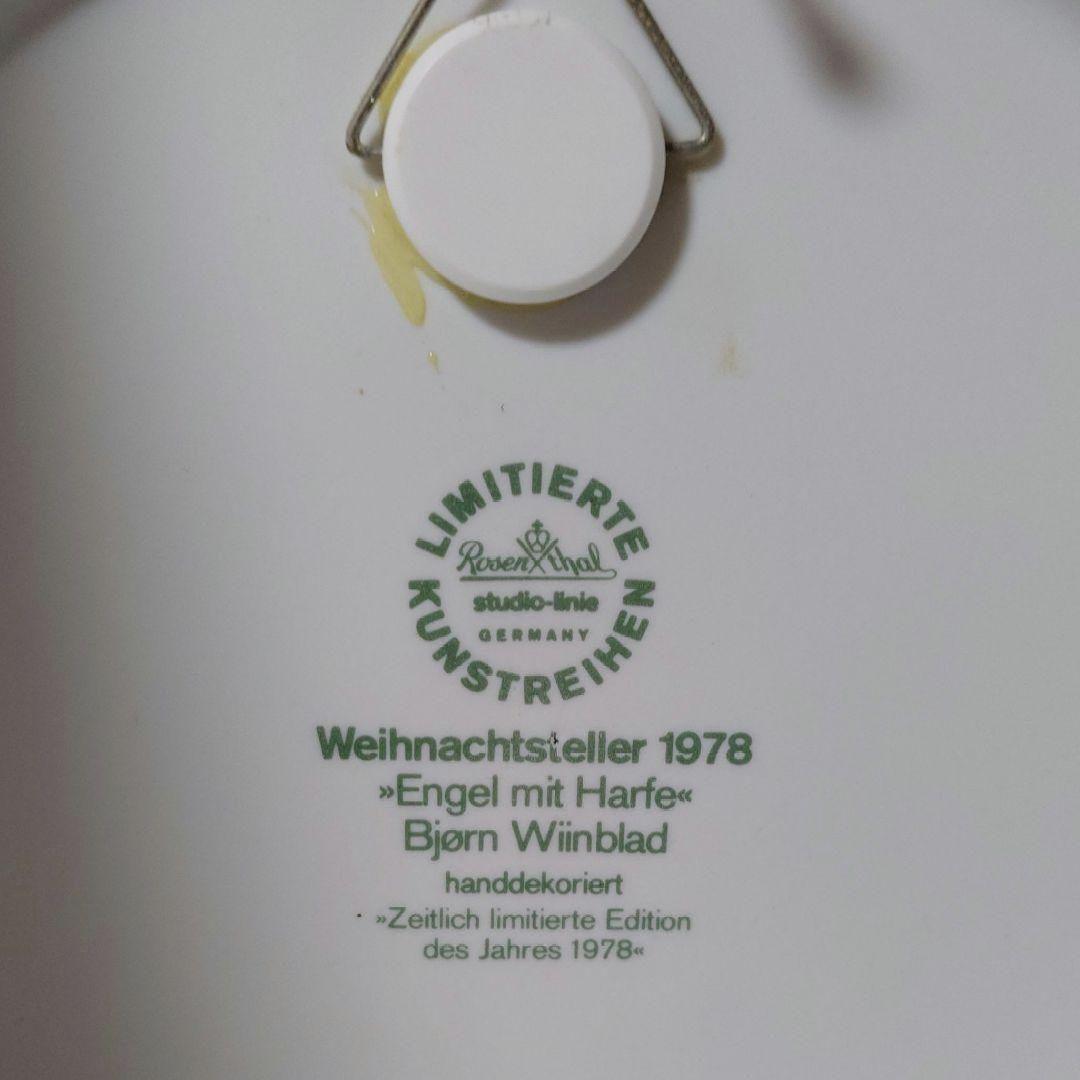 LIMITIERTE
Rosenthal
studio-linie
GERMANY
KUNSTREIHEN
Weihnachtsteller 1978
»Engel mit Harfe«
Bjørn Wiinblad
handdekoriert
»Zeitlich limitierte Edition
des Jahres 1978«